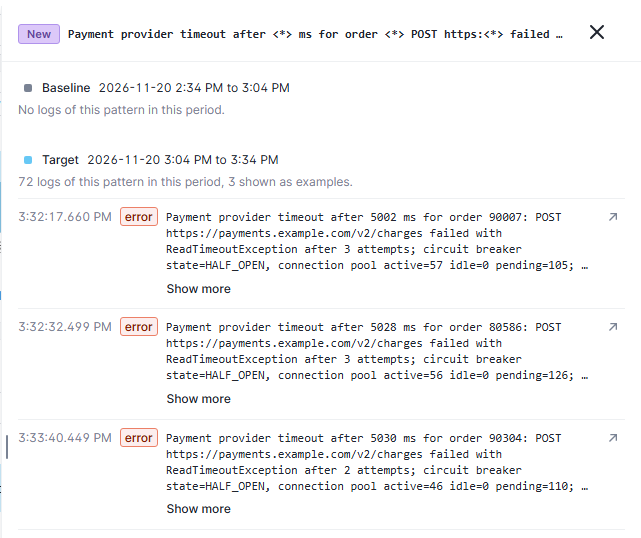 New Payment provider timeout after <*> ms for order <*> POST https:<*> failed …
Baseline 2026-11-20 2:34 PM to 3:04 PM
No logs of this pattern in this period.
Target 2026-11-20 3:04 PM to 3:34 PM
72 logs of this pattern in this period, 3 shown as examples.
3:32:17.660 PM error Payment provider timeout after 5002 ms for order 90007: POST
https://payments.example.com/v2/charges failed with
ReadTimeoutException after 3 attempts; circuit breaker
state=HALF_OPEN, connection pool active=57 idle=0 pending=105; …
Show more
3:32:32.499 PM error Payment provider timeout after 5028 ms for order 80586: POST
https://payments.example.com/v2/charges failed with
ReadTimeoutException after 3 attempts; circuit breaker
state=HALF_OPEN, connection pool active=56 idle=0 pending=126; …
Show more
3:33:40.449 PM error Payment provider timeout after 5030 ms for order 90304: POST
https://payments.example.com/v2/charges failed with
ReadTimeoutException after 2 attempts; circuit breaker
state=HALF_OPEN, connection pool active=46 idle=0 pending=110; …
Show more